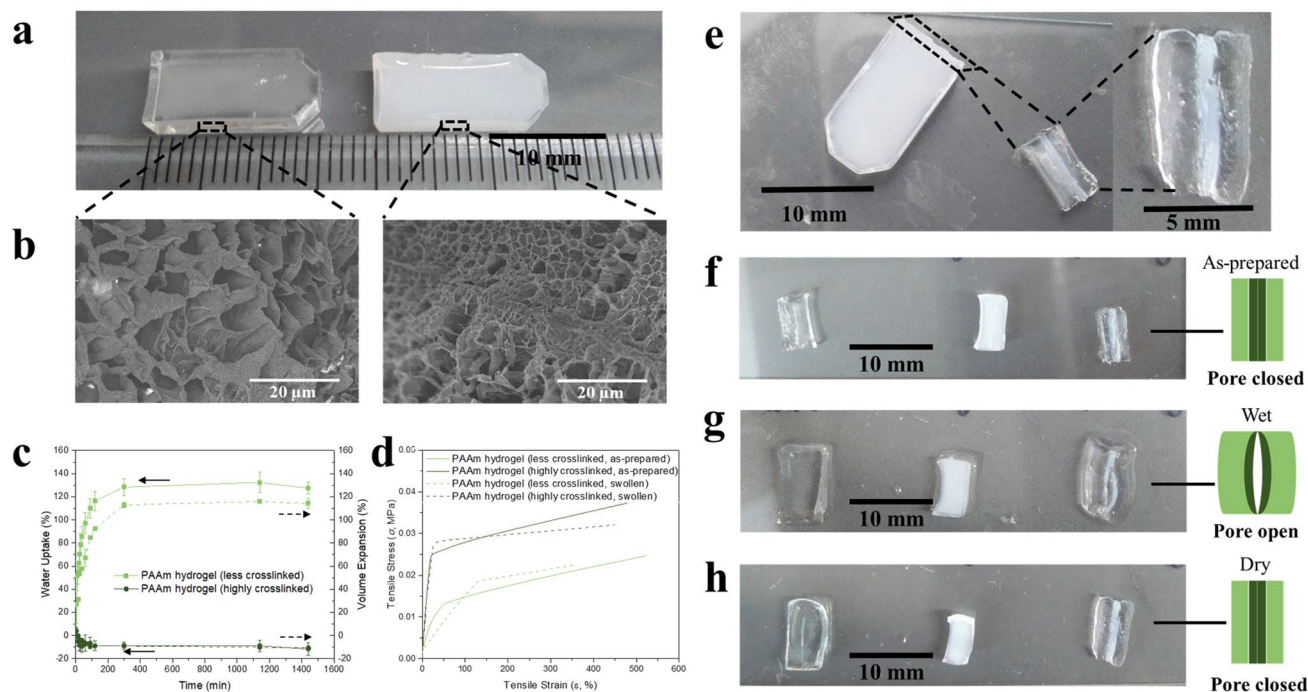 a
10 mm
b
20 μm
20 μm
c
160
140
120
100
80
60
40
20
0
-20
Water Uptake (%)
160
140
120
100
80
60
40
20
0
-20
Volume Expansion (%)
PAAm hydrogel (less crosslinked)
PAAm hydrogel (highly crosslinked)
0 200 400 600 800 1000 1200 1400 1600
Time (min)
d
0.05
0.04
0.03
0.02
0.01
0.00
Tensile Stress (σ, MPa)
PAAm hydrogel (less crosslinked, as-prepared)
PAAm hydrogel (highly crosslinked, as-prepared)
PAAm hydrogel (less crosslinked, swollen)
PAAm hydrogel (highly crosslinked, swollen)
0 100 200 300 400 500 600
Tensile Strain (ε, %)
e
10 mm
5 mm
f
10 mm
As-prepared
Pore closed
g
10 mm
Wet
Pore open
h
10 mm
Dry
Pore closed